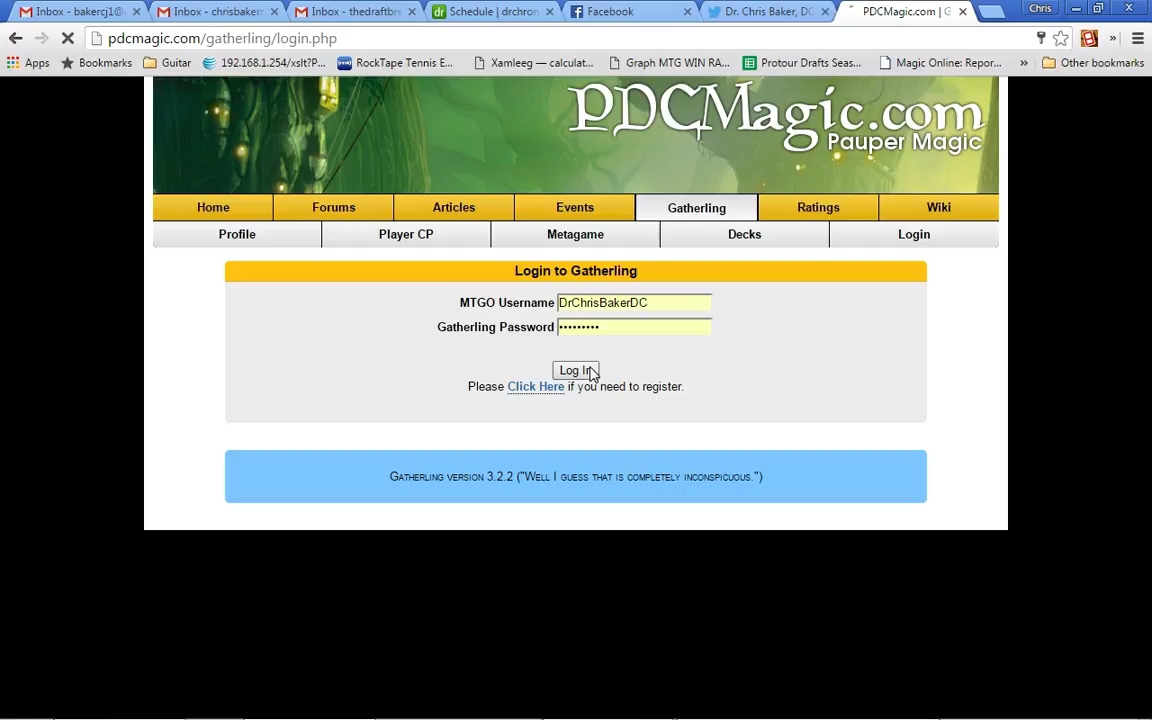 Inbox - bakercj1@
Inbox - chrisbakerr
Inbox - thedraftbre
Schedule | drchron
Facebook
Dr. Chris Baker, DC
PDCMagic.com | G
Chris
pdcmagic.com/gatherling/login.php
Apps
Bookmarks
Guitar
192.168.1.254/xslt?P...
RockTape Tennis E...
Xamleeg — calculat...
Graph MTG WIN RA...
Protour Drafts Seas...
Magic Online: Repor...
»
Other bookmarks
PDCMagic.com
Pauper Magic
Home
Forums
Articles
Events
Gatherling
Ratings
Wiki
Profile
Player CP
Metagame
Decks
Login
Login to Gatherling
MTGO Username DrChrisBakerDC
Gatherling Password •••••••••
Log In
Please Click Here if you need to register.
Gatherling version 3.2.2 ("Well I guess that is completely inconspicuous.")